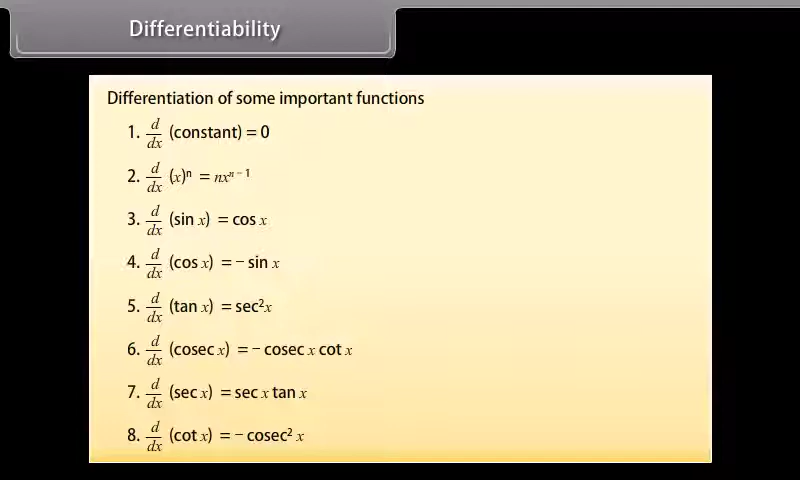 Differentiability
Differentiation of some important functions
1. d/dx (constant) = 0
2. d/dx (x)ⁿ = nxⁿ⁻¹
3. d/dx (sin x) = cos x
4. d/dx (cos x) = − sin x
5. d/dx (tan x) = sec²x
6. d/dx (cosec x) = − cosec x cot x
7. d/dx (sec x) = sec x tan x
8. d/dx (cot x) = − cosec² x